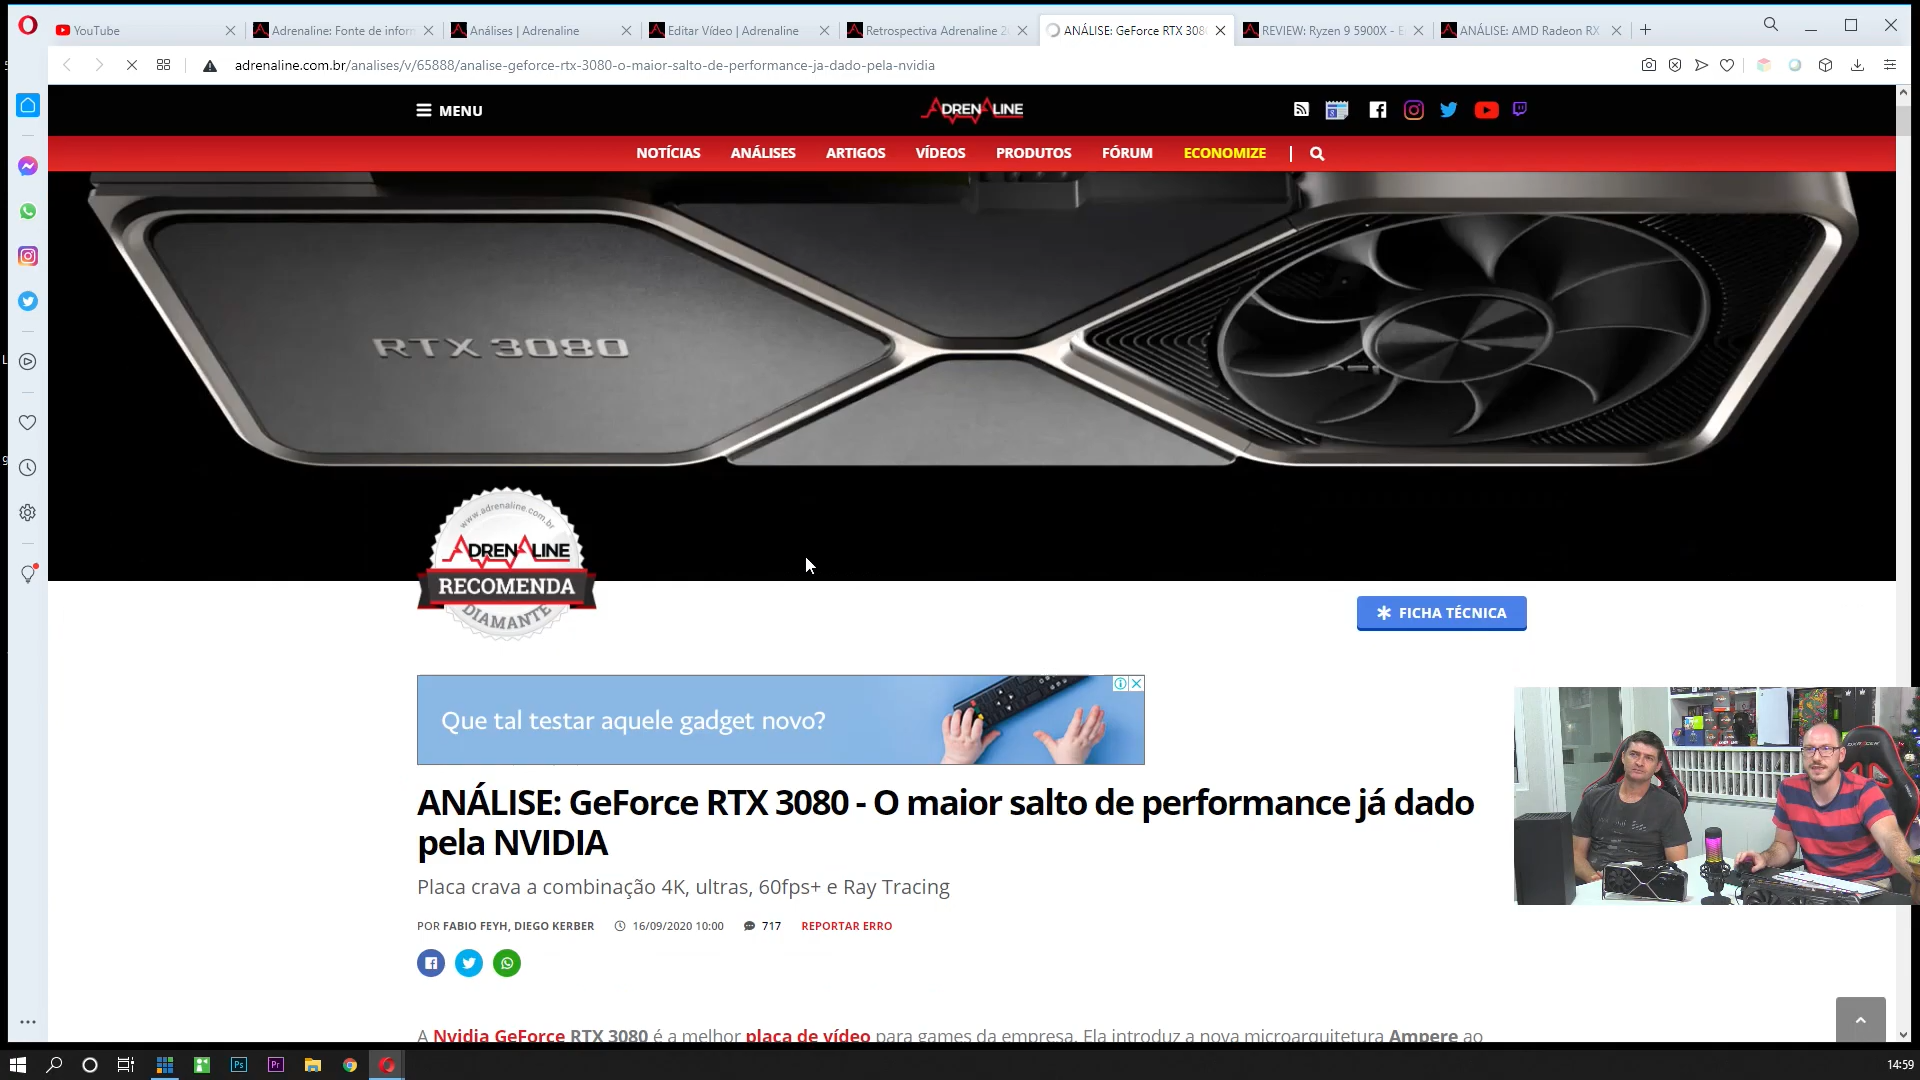 YouTube
Adrenaline: Fonte de inform
Análises | Adrenaline
Editar Vídeo | Adrenaline
Retrospectiva Adrenaline 2
ANÁLISE: GeForce RTX 308
REVIEW: Ryzen 9 5900X - E
ANÁLISE: AMD Radeon RX
adrenaline.com.br/analises/v/65888/analise-geforce-rtx-3080-o-maior-salto-de-performance-ja-dado-pela-nvidia
MENU
ADRENALINE
NOTÍCIAS
ANÁLISES
ARTIGOS
VÍDEOS
PRODUTOS
FÓRUM
ECONOMIZE
RTX 3080
www.adrenaline.com.br
ADRENALINE
RECOMENDA
DIAMANTE
FICHA TÉCNICA
Que tal testar aquele gadget novo?
ANÁLISE: GeForce RTX 3080 - O maior salto de performance já dado
pela NVIDIA
Placa crava a combinação 4K, ultras, 60fps+ e Ray Tracing
POR FABIO FEYH, DIEGO KERBER
16/09/2020 10:00
717
REPORTAR ERRO
A Nvidia GeForce RTX 3080 é a melhor placa de vídeo para games da empresa. Ela introduz a nova microarquitetura Ampere ao
Ps
Pr
14:59